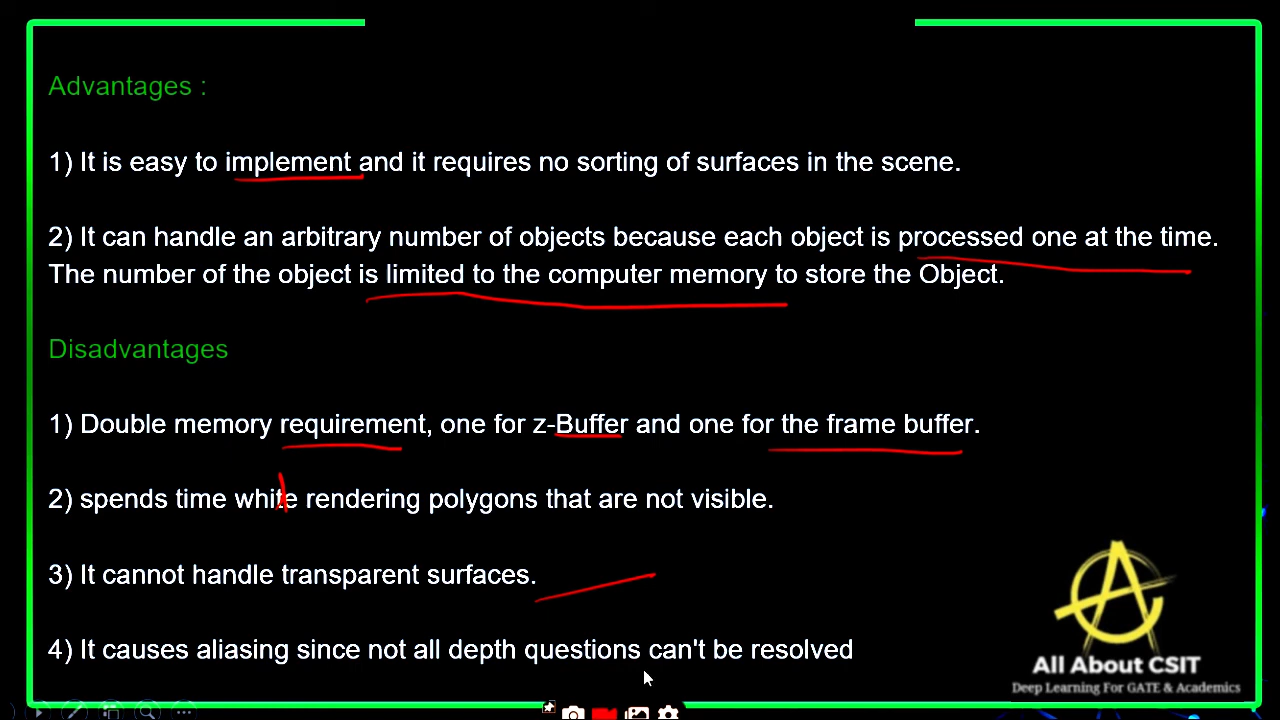 Advantages :
1) It is easy to implement and it requires no sorting of surfaces in the scene.
2) It can handle an arbitrary number of objects because each object is processed one at the time.
The number of the object is limited to the computer memory to store the Object.
Disadvantages
1) Double memory requirement, one for z-Buffer and one for the frame buffer.
2) spends time white rendering polygons that are not visible.
3) It cannot handle transparent surfaces.
4) It causes aliasing since not all depth questions can't be resolved
All About CSIT
Deep Learning For GATE & Academics